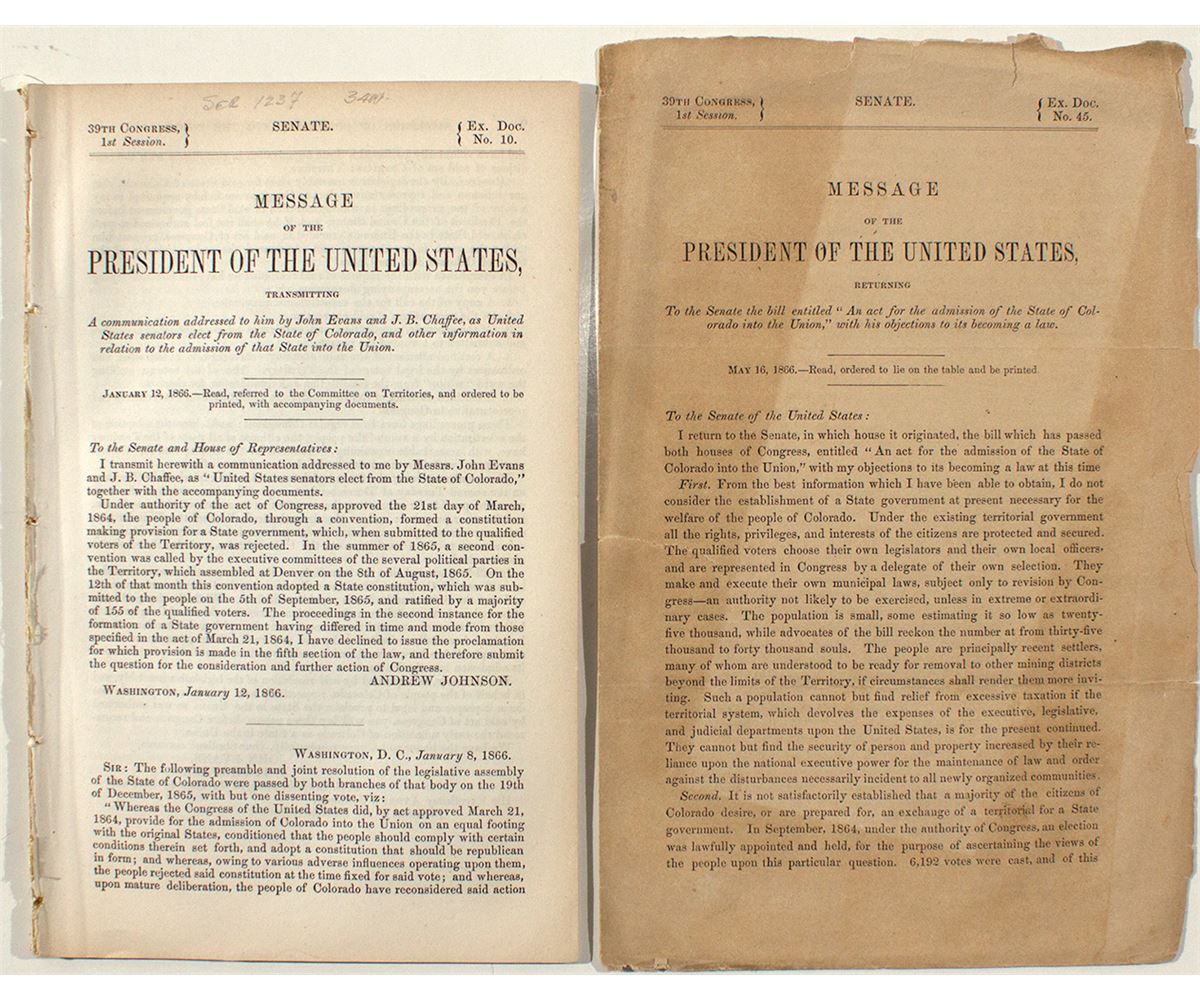 SER 1237
39TH CONGRESS, } SENATE. { Ex. Doc.
1st Session. } { No. 10.
MESSAGE
OF THE
PRESIDENT OF THE UNITED STATES,
TRANSMITTING
A communication addressed to him by John Evans and J. B. Chaffee, as United
States senators elect from the State of Colorado, and other information in
relation to the admission of that State into the Union.
JANUARY 12, 1866.—Read, referred to the Committee on Territories, and ordered to be
printed, with accompanying documents.
To the Senate and House of Representatives:
I transmit herewith a communication addressed to me by Messrs. John Evans
and J. B. Chaffee, as "United States senators elect from the State of Colorado,"
together with the accompanying documents.
Under authority of the act of Congress, approved the 21st day of March,
1864, the people of Colorado, through a convention, formed a constitution
making provision for a State government, which, when submitted to the qualified
voters of the Territory, was rejected. In the summer of 1865, a second con-
vention was called by the executive committees of the several political parties in
the Territory, which assembled at Denver on the 8th of August, 1865. On the
12th of that month this convention adopted a State constitution, which was sub-
mitted to the people on the 5th of September, 1865, and ratified by a majority
of 155 of the qualified voters. The proceedings in the second instance for the
formation of a State government having differed in time and mode from those
specified in the act of March 21, 1864, I have declined to issue the proclamation
for which provision is made in the fifth section of the law, and therefore submit
the question for the consideration and further action of Congress.
ANDREW JOHNSON.
WASHINGTON, January 12, 1866.
WASHINGTON, D. C., January 8, 1866.
SIR: The following preamble and joint resolution of the legislative assembly
of the State of Colorado were passed by both branches of that body on the 19th
of December, 1865, with but one dissenting vote, viz:
"Whereas the Congress of the United States did, by act approved March 21,
1864, provide for the admission of Colorado into the Union on an equal footing
with the original States, conditioned that the people should comply with certain
conditions therein set forth, and adopt a constitution that should be republican
in form; and whereas, owing to various adverse influences operating upon them,
the people rejected said constitution at the time fixed for said vote; and whereas,
upon mature deliberation, the people of Colorado have reconsidered said action
39TH CONGRESS, } SENATE. { Ex. Doc.
1st Session. } { No. 45.
MESSAGE
OF THE
PRESIDENT OF THE UNITED STATES,
RETURNING
To the Senate the bill entitled "An act for the admission of the State of Col-
orado into the Union," with his objections to its becoming a law.
MAY 16, 1866.—Read, ordered to lie on the table and be printed
To the Senate of the United States:
I return to the Senate, in which house it originated, the bill which has passed
both houses of Congress, entitled "An act for the admission of the State of
Colorado into the Union," with my objections to its becoming a law at this time
First. From the best information which I have been able to obtain, I do not
consider the establishment of a State government at present necessary for the
welfare of the people of Colorado. Under the existing territorial government
all the rights, privileges, and interests of the citizens are protected and secured.
The qualified voters choose their own legislators and their own local officers,
and are represented in Congress by a delegate of their own selection. They
make and execute their own municipal laws, subject only to revision by Con-
gress—an authority not likely to be exercised, unless in extreme or extraordi-
nary cases. The population is small, some estimating it so low as twenty-
five thousand, while advocates of the bill reckon the number at from thirty-five
thousand to forty thousand souls. The people are principally recent settlers,
many of whom are understood to be ready for removal to other mining districts
beyond the limits of the Territory, if circumstances shall render them more invi-
ting. Such a population cannot but find relief from excessive taxation if the
territorial system, which devolves the expenses of the executive, legislative,
and judicial departments upon the United States, is for the present continued.
They cannot but find the security of person and property increased by their re-
liance upon the national executive power for the maintenance of law and order
against the disturbances necessarily incident to all newly organized communities.
Second. It is not satisfactorily established that a majority of the citizens of
Colorado desire, or are prepared for, an exchange of a territorial for a State
government. In September, 1864, under the authority of Congress, an election
was lawfully appointed and held, for the purpose of ascertaining the views of
the people upon this particular question. 6,192 votes were cast, and of this